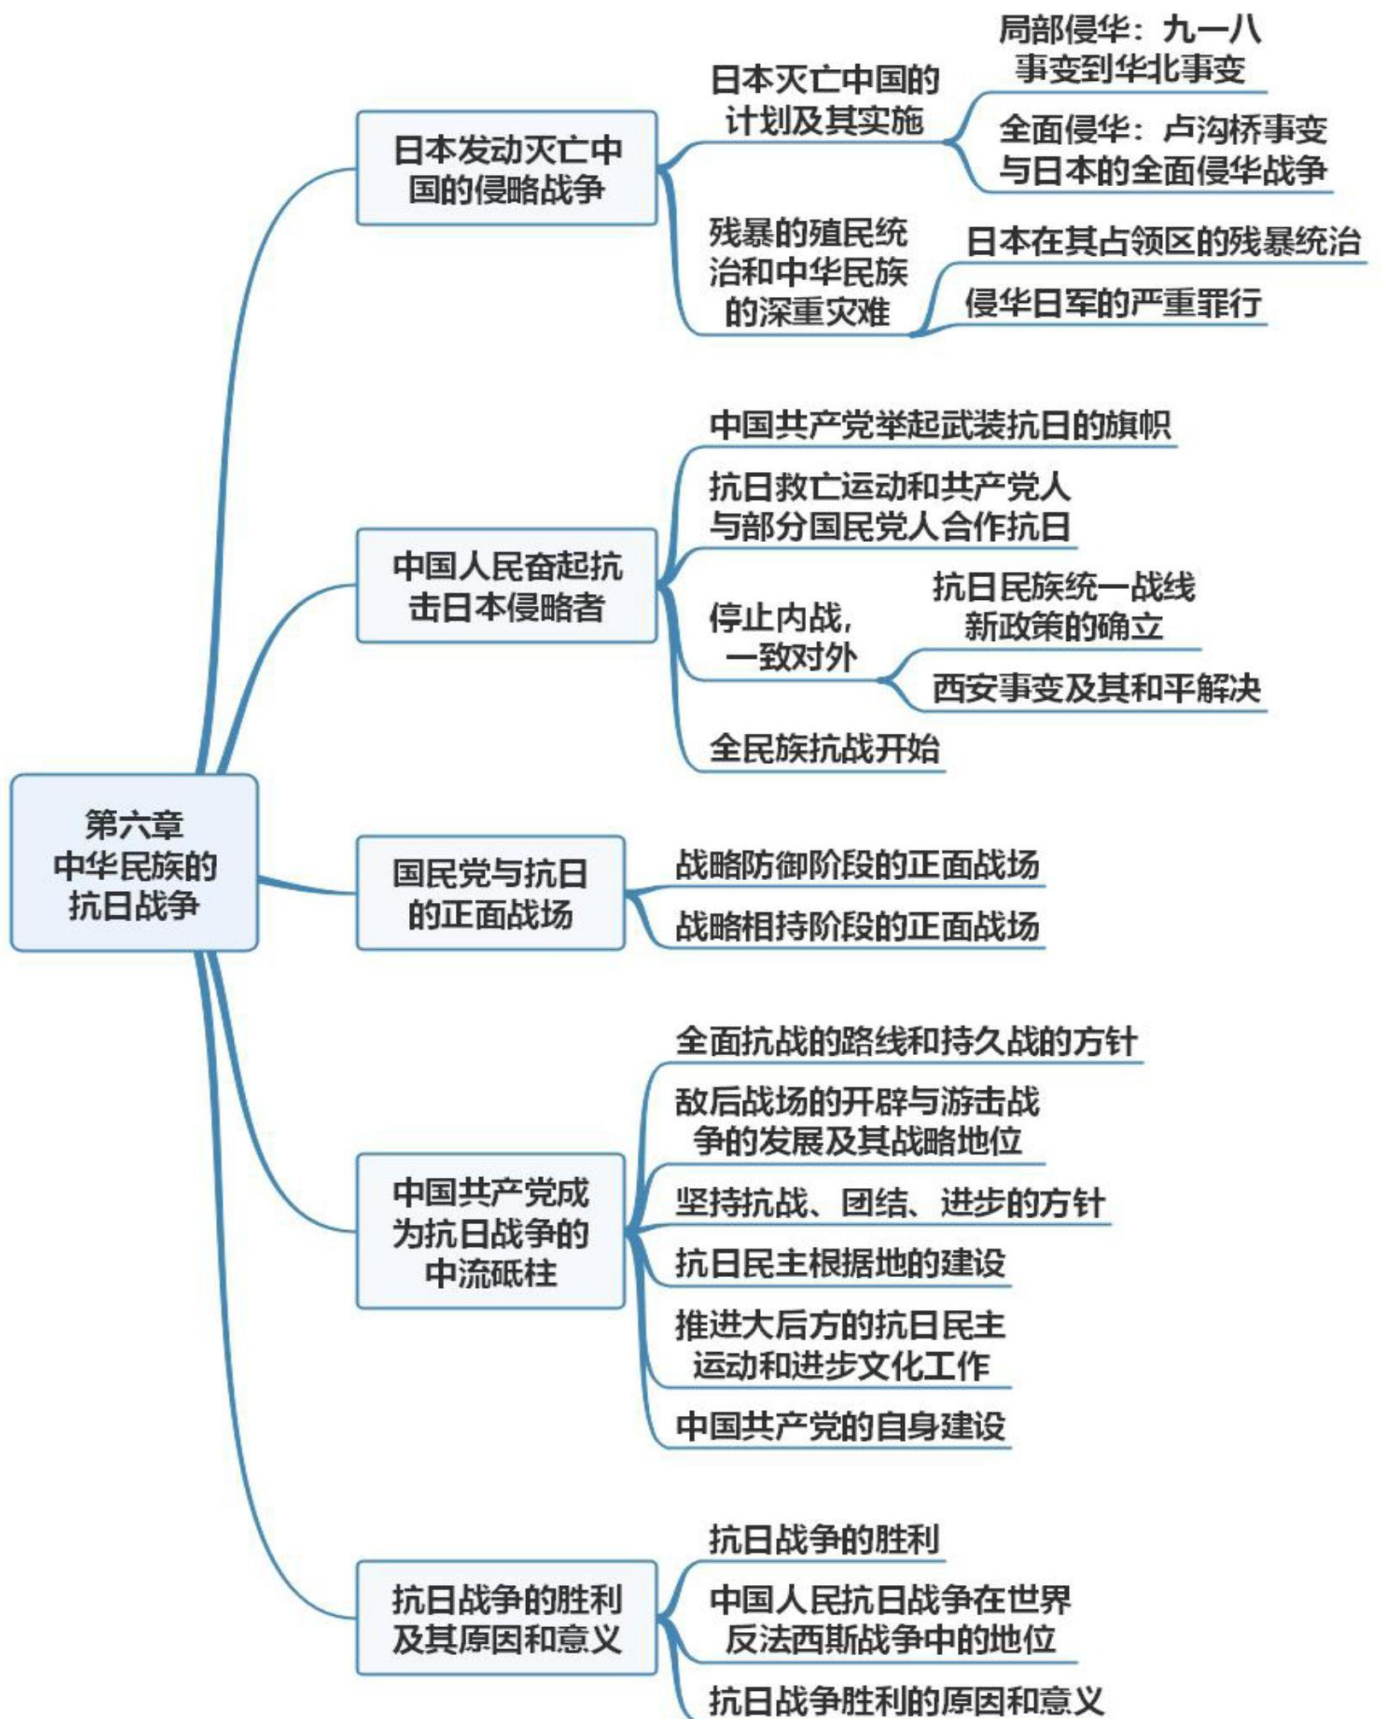 第六章
中华民族的
抗日战争
日本发动灭亡中
国的侵略战争
日本灭亡中国的
计划及其实施
局部侵华：九一八
事变到华北事变
全面侵华：卢沟桥事变
与日本的全面侵华战争
残暴的殖民统
治和中华民族
的深重灾难
日本在其占领区的残暴统治
侵华日军的严重罪行
中国人民奋起抗
击日本侵略者
中国共产党举起武装抗日的旗帜
抗日救亡运动和共产党人
与部分国民党人合作抗日
停止内战，
一致对外
抗日民族统一战线
新政策的确立
西安事变及其和平解决
全民族抗战开始
国民党与抗日
的正面战场
战略防御阶段的正面战场
战略相持阶段的正面战场
中国共产党成
为抗日战争的
中流砥柱
全面抗战的路线和持久战的方针
敌后战场的开辟与游击战
争的发展及其战略地位
坚持抗战、团结、进步的方针
抗日民主根据地的建设
推进大后方的抗日民主
运动和进步文化工作
中国共产党的自身建设
抗日战争的胜利
及其原因和意义
抗日战争的胜利
中国人民抗日战争在世界
反法西斯战争中的地位
抗日战争胜利的原因和意义